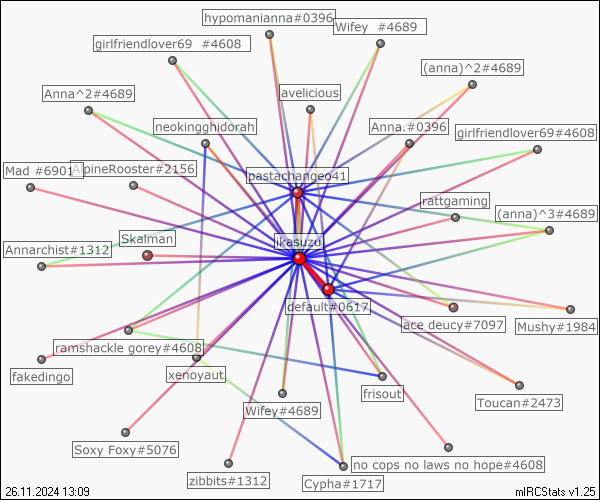 hypomanianna#0396
Wifey  #4689
girlfriendlover69  #4608
(anna)^2#4689
Anna^2#4689
avelicious
neokingghidorah
Anna.#0396
girlfriendlover69#4608
Mad #6901
AlpineRooster#2156
pastachangeo41
rattgaming
(anna)^3#4689
Skalman
ikasuzu
Annarchist#1312
default#0617
ace deucy#7097
Mushy#1984
ramshackle gorey#4608
fakedingo
xenoyaut
frisout
Toucan#2473
Wifey#4689
Soxy Foxy#5076
no cops no laws no hope#4608
zibbits#1312
Cypha#1717
26.11.2024 13:09
mIRCStats v1.25